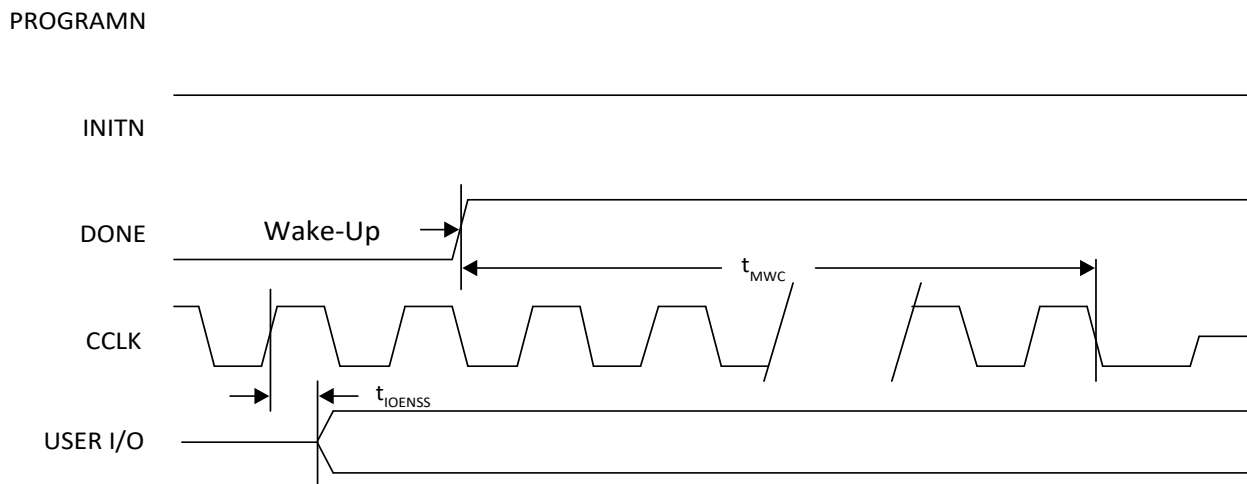 PROGRAMN
INITN
DONE
Wake-Up
tMWC
CCLK
tIOENSS
USER I/O